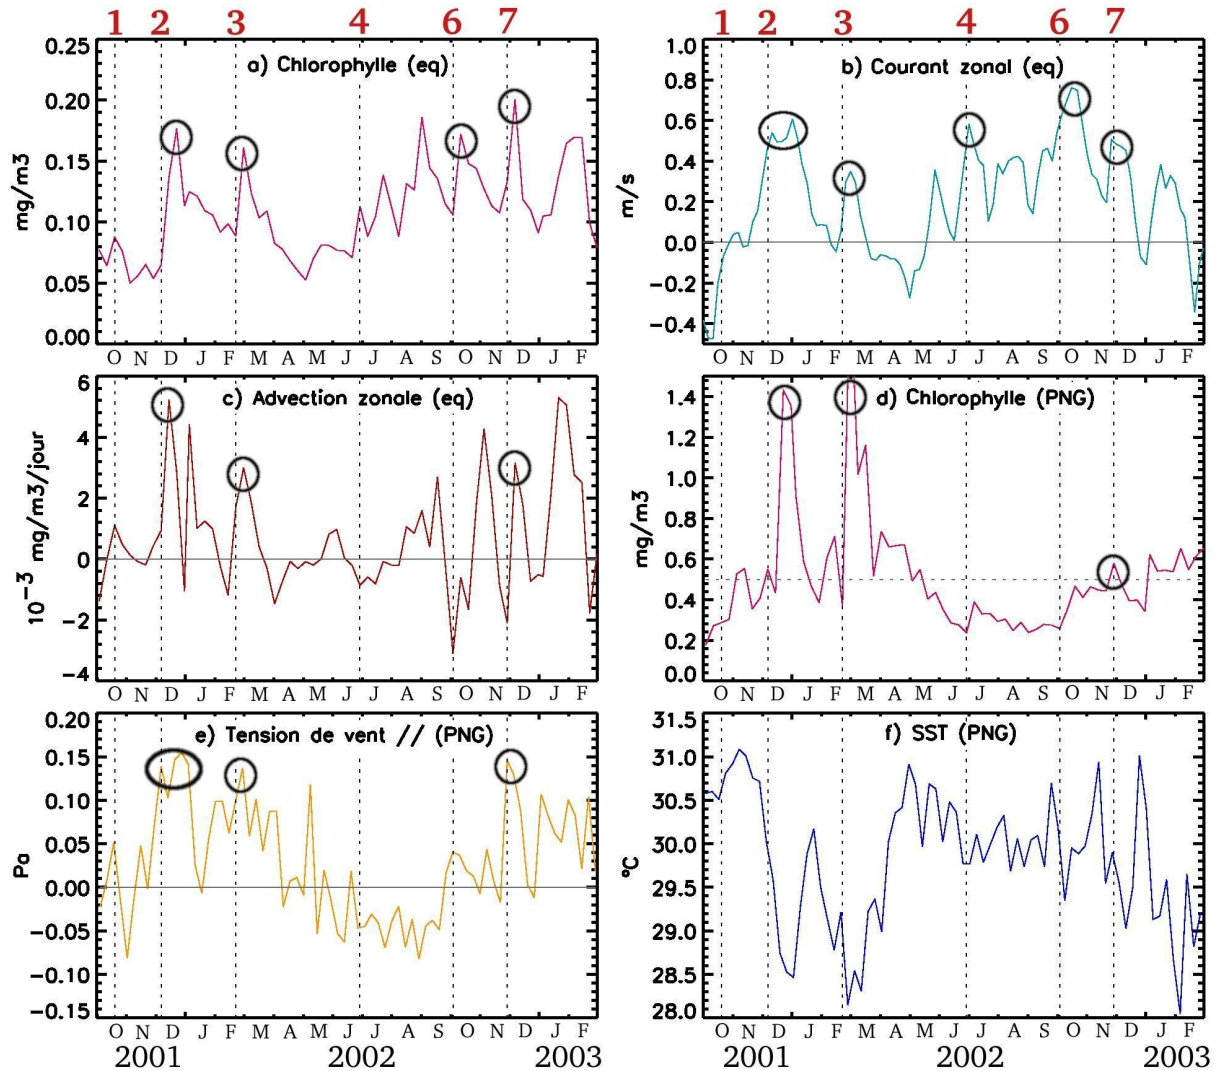 1 2 3 4 6 7
a) Chlorophylle (eq)
mg/m3
0.25
0.20
0.15
0.10
0.05
0.00
O N D J F M A M J J A S O N D J F
1 2 3 4 6 7
b) Courant zonal (eq)
m/s
1.0
0.8
0.6
0.4
0.2
0.0
−0.2
−0.4
O N D J F M A M J J A S O N D J F
c) Advection zonale (eq)
10⁻³ mg/m3/jour
6
4
2
0
−2
−4
O N D J F M A M J J A S O N D J F
d) Chlorophylle (PNG)
mg/m3
1.4
1.2
1.0
0.8
0.6
0.4
0.2
0.0
O N D J F M A M J J A S O N D J F
e) Tension de vent // (PNG)
Pa
0.20
0.15
0.10
0.05
0.00
−0.05
−0.10
−0.15
O N D J F M A M J J A S O N D J F
2001 2002 2003
f) SST (PNG)
°C
31.5
31.0
30.5
30.0
29.5
29.0
28.5
28.0
O N D J F M A M J J A S O N D J F
2001 2002 2003